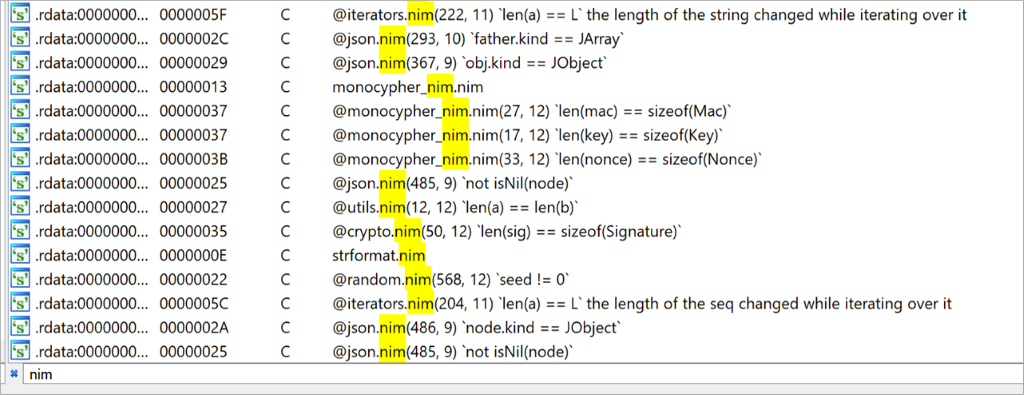 .rdata:0000000... 0000005F C @iterators.nim(222, 11) `len(a) == L` the length of the string changed while iterating over it
.rdata:0000000... 0000002C C @json.nim(293, 10) `father.kind == JArray`
.rdata:0000000... 00000029 C @json.nim(367, 9) `obj.kind == JObject`
.rdata:0000000... 00000013 C monocypher_nim.nim
.rdata:0000000... 00000037 C @monocypher_nim.nim(27, 12) `len(mac) == sizeof(Mac)`
.rdata:0000000... 00000037 C @monocypher_nim.nim(17, 12) `len(key) == sizeof(Key)`
.rdata:0000000... 0000003B C @monocypher_nim.nim(33, 12) `len(nonce) == sizeof(Nonce)`
.rdata:0000000... 00000025 C @json.nim(485, 9) `not isNil(node)`
.rdata:0000000... 00000027 C @utils.nim(12, 12) `len(a) == len(b)`
.rdata:0000000... 00000035 C @crypto.nim(50, 12) `len(sig) == sizeof(Signature)`
.rdata:0000000... 0000000E C strformat.nim
.rdata:0000000... 00000022 C @random.nim(568, 12) `seed != 0`
.rdata:0000000... 0000005C C @iterators.nim(204, 11) `len(a) == L` the length of the seq changed while iterating over it
.rdata:0000000... 0000002A C @json.nim(486, 9) `node.kind == JObject`
.rdata:0000000... 00000025 C @json.nim(485, 9) `not isNil(node)`
nim